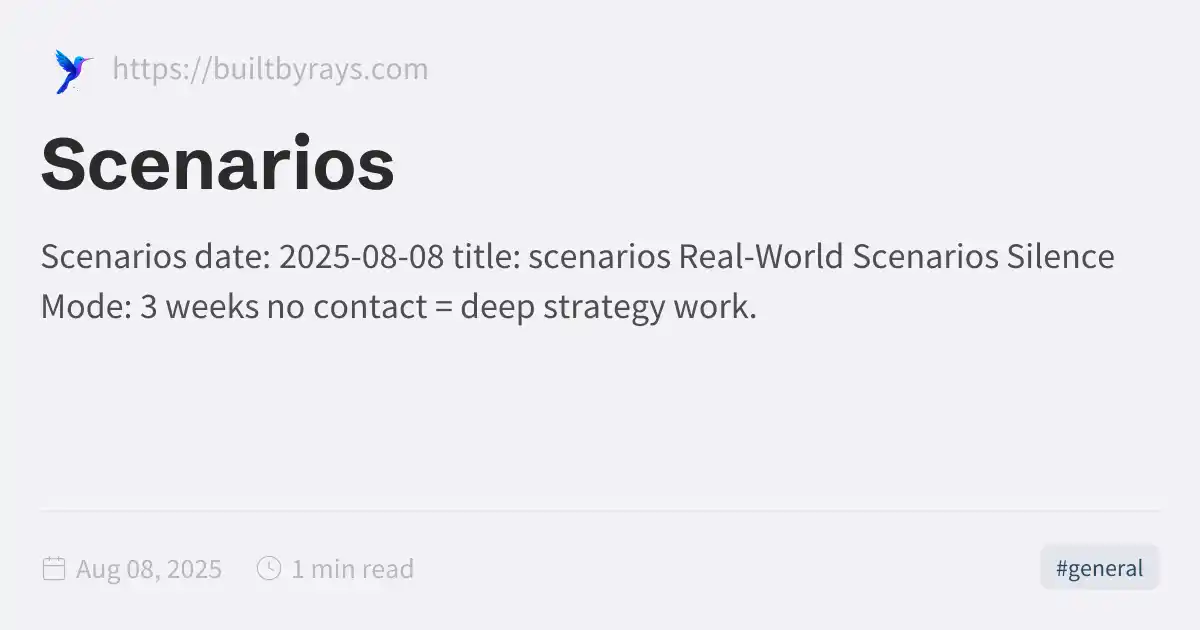 https://builtbyrays.com
Scenarios
Scenarios date: 2025-08-08 title: scenarios Real-World Scenarios Silence
Mode: 3 weeks no contact = deep strategy work.
Aug 08, 2025 1 min read #general